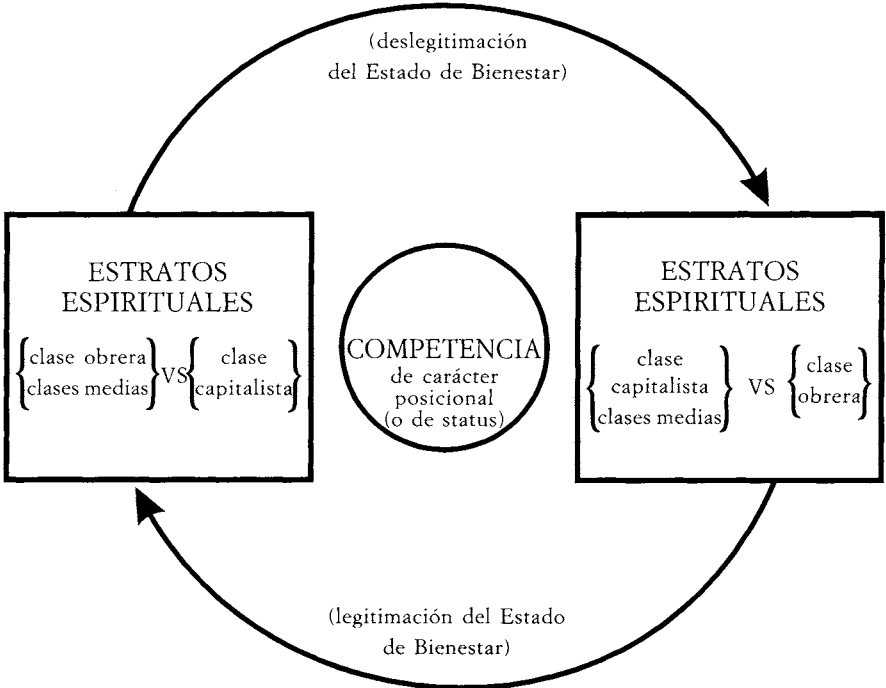 (deslegitimación
del Estado de Bienestar)
ESTRATOS
ESPIRITUALES
{clase obrera
clases medias} VS {clase
capitalista}
COMPETENCIA
de carácter
posicional
(o de status)
ESTRATOS
ESPIRITUALES
{clase
capitalista
clases medias} VS {clase
obrera}
(legitimación del Estado
de Bienestar)